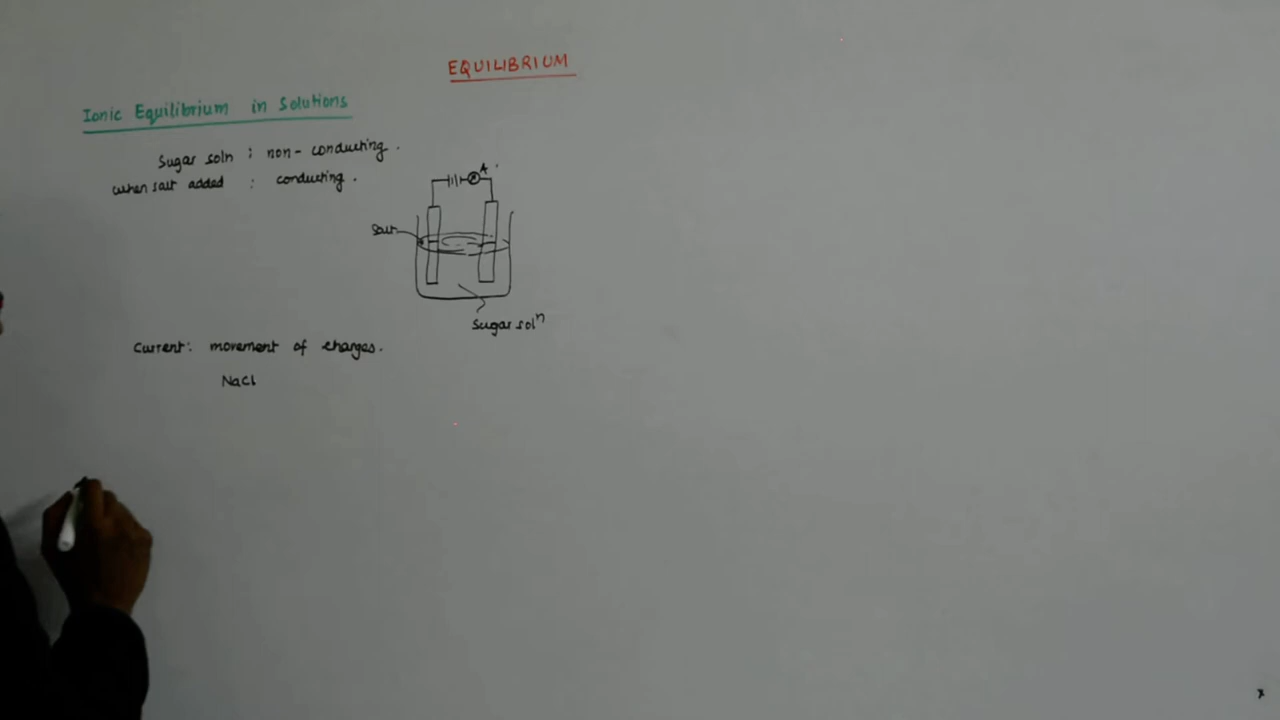 EQUILIBRIUM
Ionic Equilibrium in Solutions
Sugar soln : non-conducting.
when salt added : conducting.
A
Salt
Sugar solⁿ
Current: movement of charges.
NaCl